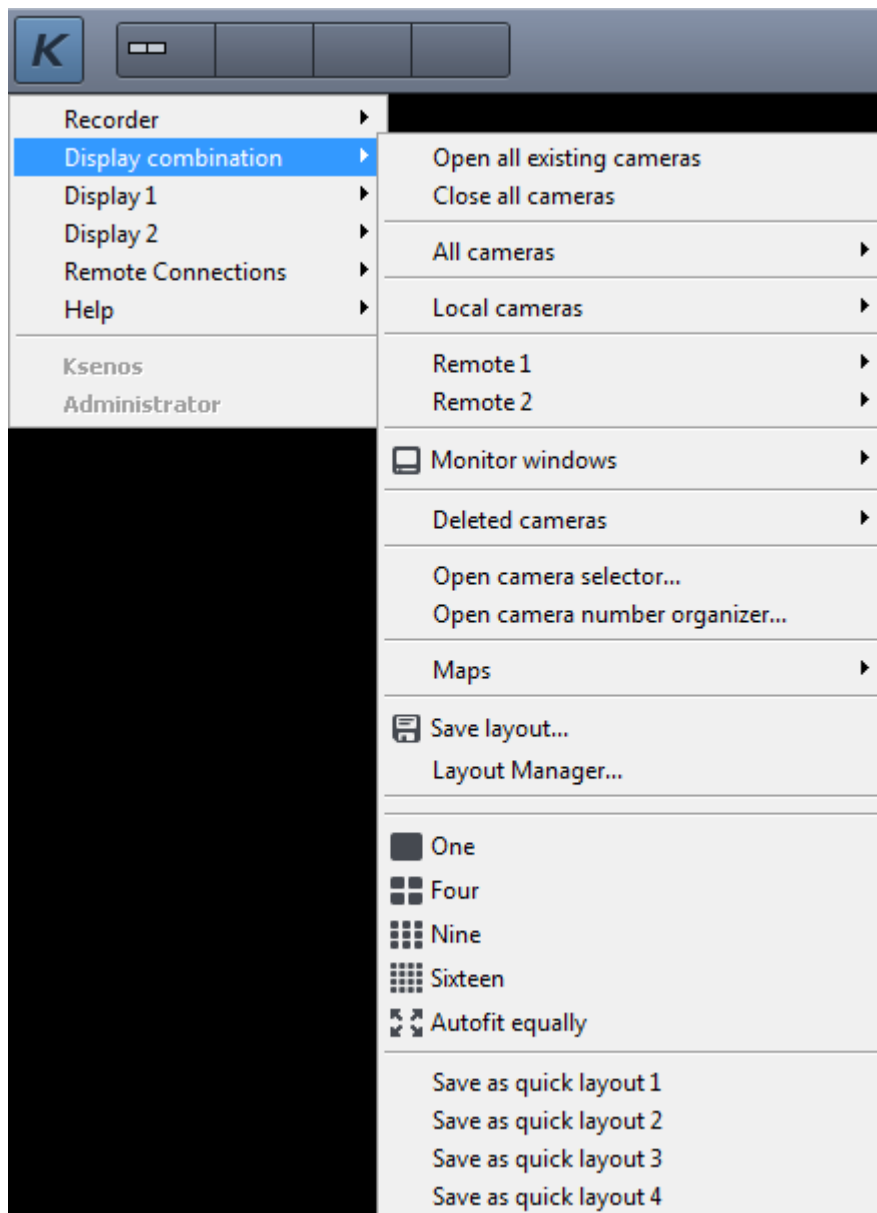 K
Recorder
Display combination
Display 1
Display 2
Remote Connections
Help
Ksenos
Administrator
Open all existing cameras
Close all cameras
All cameras
Local cameras
Remote 1
Remote 2
Monitor windows
Deleted cameras
Open camera selector...
Open camera number organizer...
Maps
Save layout...
Layout Manager...
One
Four
Nine
Sixteen
Autofit equally
Save as quick layout 1
Save as quick layout 2
Save as quick layout 3
Save as quick layout 4